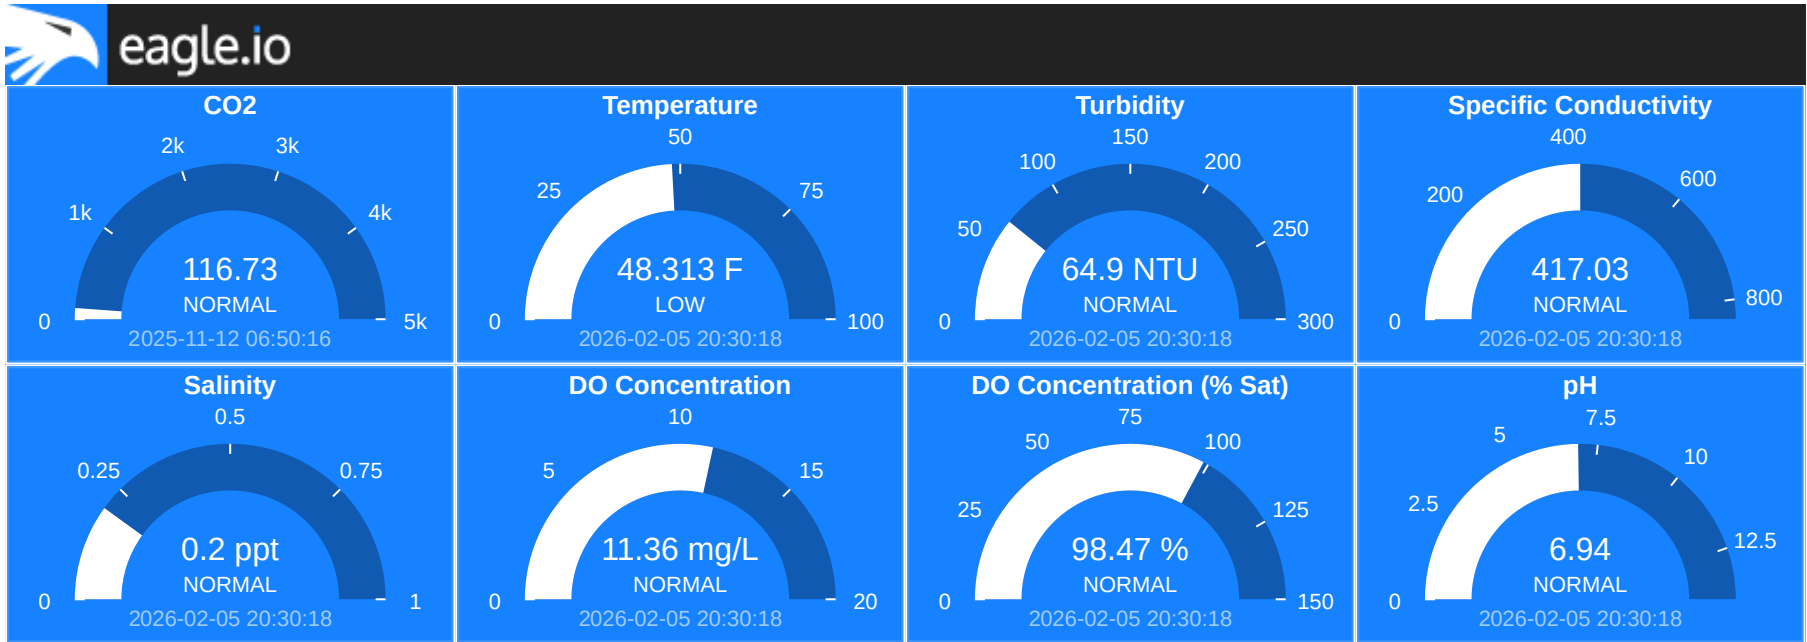 eagle.io
CO2
0
1k
2k
3k
4k
5k
116.73
NORMAL
2025-11-12 06:50:16
Temperature
0
25
50
75
100
48.313 F
LOW
2026-02-05 20:30:18
Turbidity
0
50
100
150
200
250
300
64.9 NTU
NORMAL
2026-02-05 20:30:18
Specific Conductivity
0
200
400
600
800
417.03
NORMAL
2026-02-05 20:30:18
Salinity
0
0.25
0.5
0.75
1
0.2 ppt
NORMAL
2026-02-05 20:30:18
DO Concentration
0
5
10
15
20
11.36 mg/L
NORMAL
2026-02-05 20:30:18
DO Concentration (% Sat)
0
25
50
75
100
125
150
98.47 %
NORMAL
2026-02-05 20:30:18
pH
0
2.5
5
7.5
10
12.5
6.94
NORMAL
2026-02-05 20:30:18